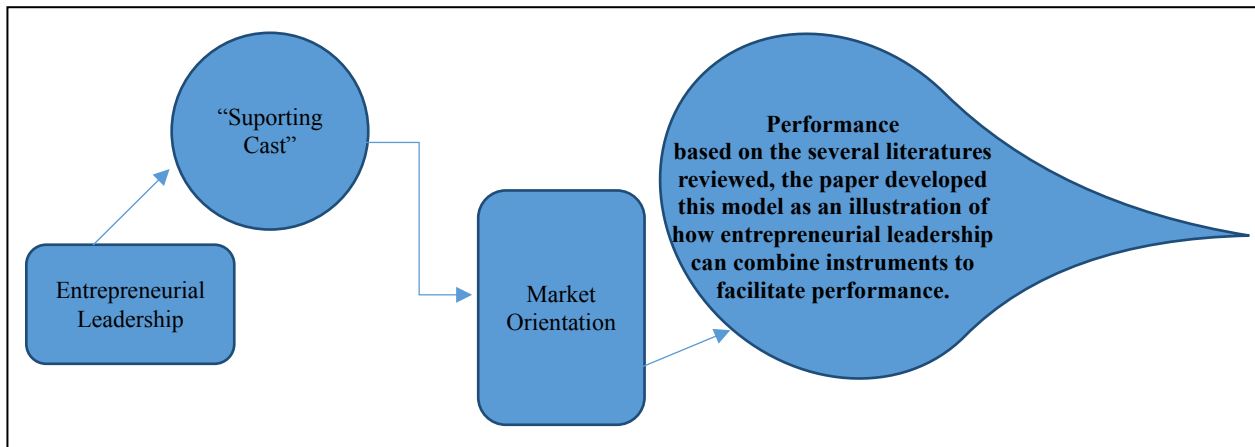 “Suporting
Cast”
Entrepreneurial
Leadership
Market
Orientation
Performance
based on the several literatures
reviewed, the paper developed
this model as an illustration of
how entrepreneurial leadership
can combine instruments to
facilitate performance.